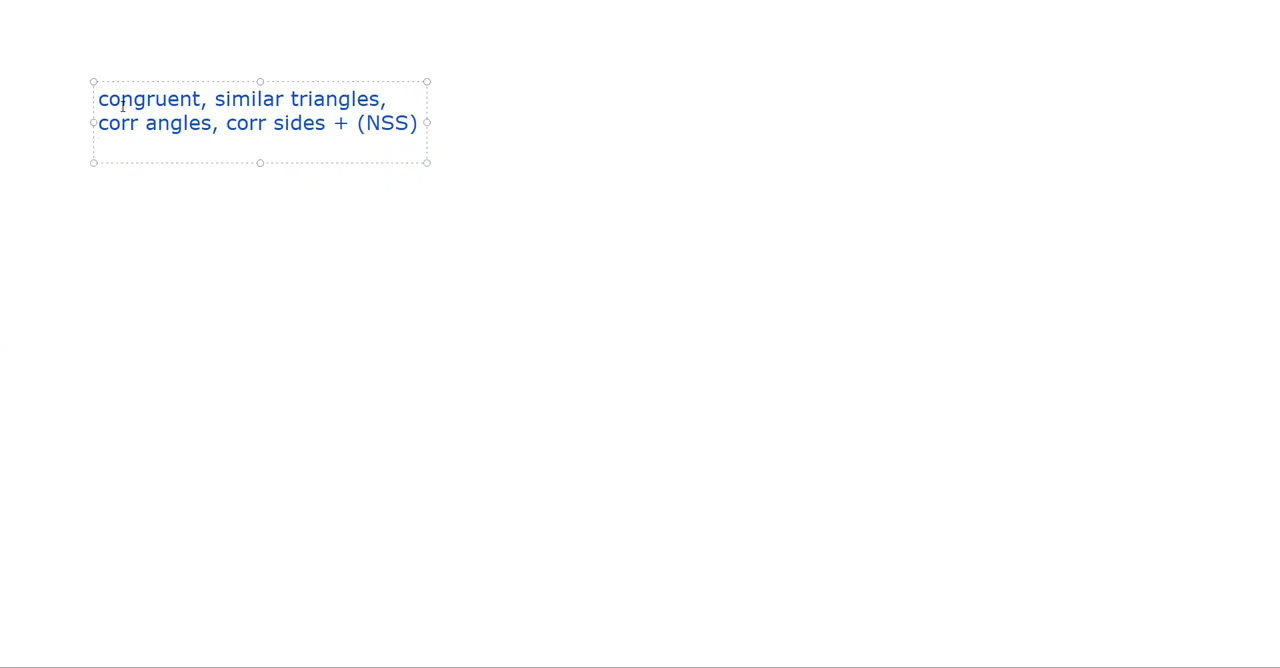 congruent, similar triangles,
corr angles, corr sides + (NSS)